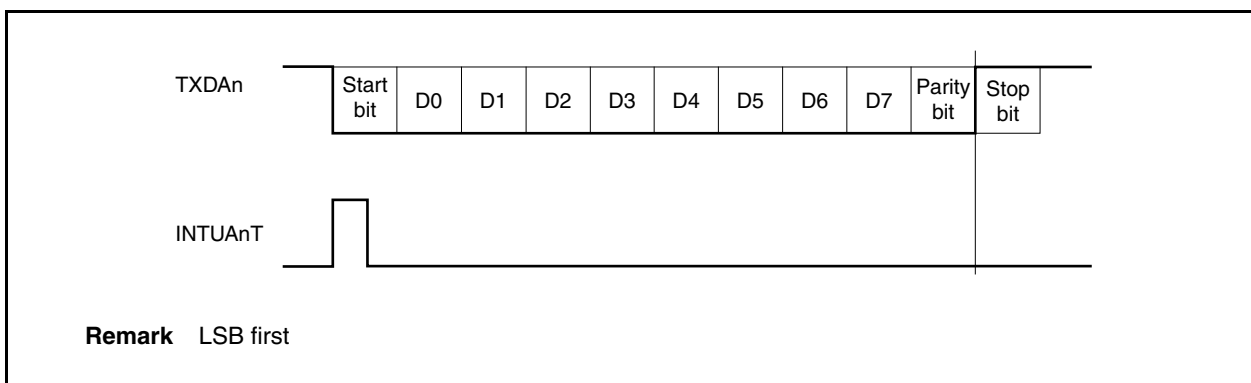 TXDAn
Start bit D0 D1 D2 D3 D4 D5 D6 D7 Parity bit Stop bit
INTUAnT
Remark LSB first